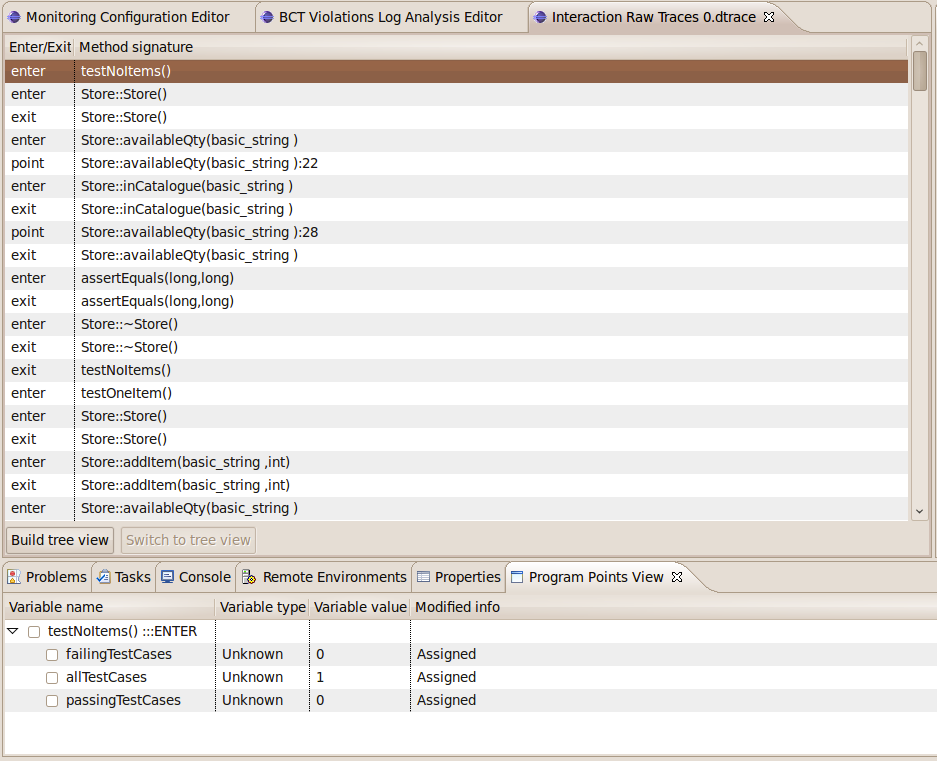 Monitoring Configuration Editor BCT Violations Log Analysis Editor Interaction Raw Traces 0.dtrace
Enter/Exit Method signature
enter testNoItems()
enter Store::Store()
exit Store::Store()
enter Store::availableQty(basic_string )
point Store::availableQty(basic_string ):22
enter Store::inCatalogue(basic_string )
exit Store::inCatalogue(basic_string )
point Store::availableQty(basic_string ):28
exit Store::availableQty(basic_string )
enter assertEquals(long,long)
exit assertEquals(long,long)
enter Store::~Store()
exit Store::~Store()
exit testNoItems()
enter testOneItem()
enter Store::Store()
exit Store::Store()
enter Store::addItem(basic_string ,int)
exit Store::addItem(basic_string ,int)
enter Store::availableQty(basic_string )
Build tree view Switch to tree view
Problems Tasks Console Remote Environments Properties Program Points View
Variable name Variable type Variable value Modified info
testNoItems() :::ENTER
failingTestCases Unknown 0 Assigned
allTestCases Unknown 1 Assigned
passingTestCases Unknown 0 Assigned